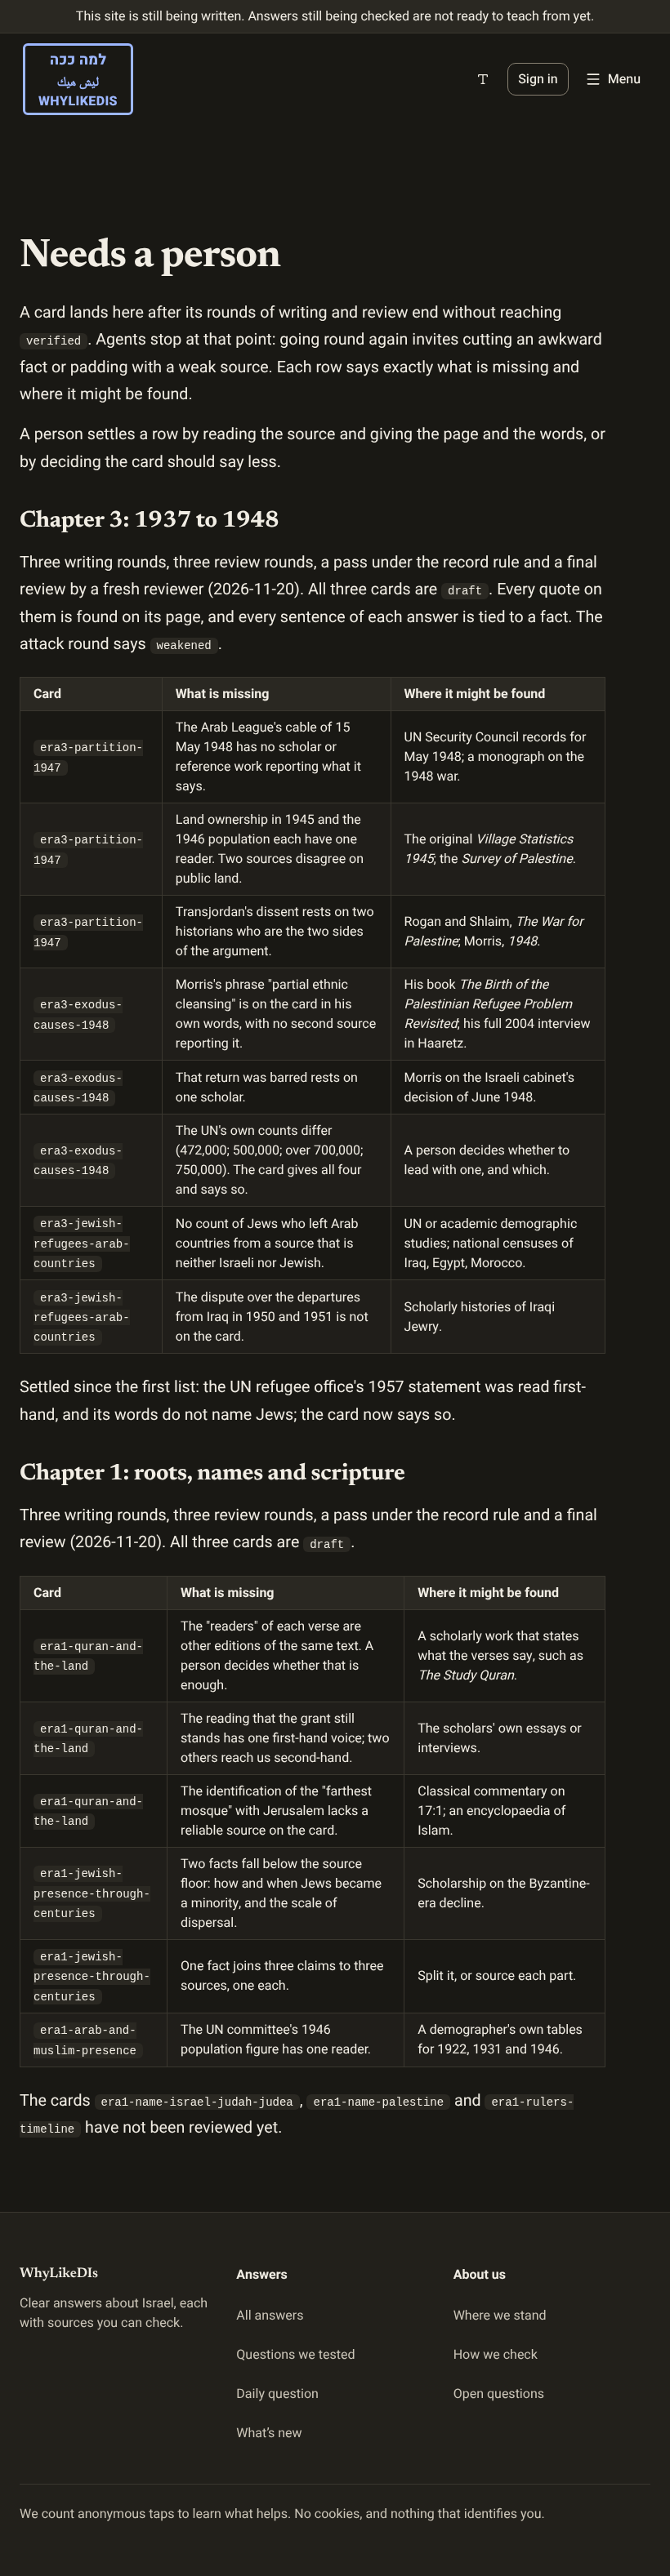 This site is still being written. Answers still being checked are not ready to teach from yet.
למה ככה
ليش هيك
WHYLIKEDIS
T
Sign in
Menu
Needs a person
A card lands here after its rounds of writing and review end without reaching
verified. Agents stop at that point: going round again invites cutting an awkward
fact or padding with a weak source. Each row says exactly what is missing and
where it might be found.
A person settles a row by reading the source and giving the page and the words, or
by deciding the card should say less.
Chapter 3: 1937 to 1948
Three writing rounds, three review rounds, a pass under the record rule and a final
review by a fresh reviewer (2026-11-20). All three cards are draft. Every quote on
them is found on its page, and every sentence of each answer is tied to a fact. The
attack round says weakened.
Card
What is missing
Where it might be found
era3-partition-
1947
The Arab League's cable of 15
May 1948 has no scholar or
reference work reporting what it
says.
UN Security Council records for
May 1948; a monograph on the
1948 war.
era3-partition-
1947
Land ownership in 1945 and the
1946 population each have one
reader. Two sources disagree on
public land.
The original Village Statistics
1945; the Survey of Palestine.
era3-partition-
1947
Transjordan's dissent rests on two
historians who are the two sides
of the argument.
Rogan and Shlaim, The War for
Palestine; Morris, 1948.
era3-exodus-
causes-1948
Morris's phrase "partial ethnic
cleansing" is on the card in his
own words, with no second source
reporting it.
His book The Birth of the
Palestinian Refugee Problem
Revisited; his full 2004 interview
in Haaretz.
era3-exodus-
causes-1948
That return was barred rests on
one scholar.
Morris on the Israeli cabinet's
decision of June 1948.
era3-exodus-
causes-1948
The UN's own counts differ
(472,000; 500,000; over 700,000;
750,000). The card gives all four
and says so.
A person decides whether to
lead with one, and which.
era3-jewish-
refugees-arab-
countries
No count of Jews who left Arab
countries from a source that is
neither Israeli nor Jewish.
UN or academic demographic
studies; national censuses of
Iraq, Egypt, Morocco.
era3-jewish-
refugees-arab-
countries
The dispute over the departures
from Iraq in 1950 and 1951 is not
on the card.
Scholarly histories of Iraqi
Jewry.
Settled since the first list: the UN refugee office's 1957 statement was read first-
hand, and its words do not name Jews; the card now says so.
Chapter 1: roots, names and scripture
Three writing rounds, three review rounds, a pass under the record rule and a final
review (2026-11-20). All three cards are draft.
Card
What is missing
Where it might be found
era1-quran-and-
the-land
The "readers" of each verse are
other editions of the same text. A
person decides whether that is
enough.
A scholarly work that states
what the verses say, such as
The Study Quran.
era1-quran-and-
the-land
The reading that the grant still
stands has one first-hand voice; two
others reach us second-hand.
The scholars' own essays or
interviews.
era1-quran-and-
the-land
The identification of the "farthest
mosque" with Jerusalem lacks a
reliable source on the card.
Classical commentary on
17:1; an encyclopaedia of
Islam.
era1-jewish-
presence-through-
centuries
Two facts fall below the source
floor: how and when Jews became
a minority, and the scale of
dispersal.
Scholarship on the Byzantine-
era decline.
era1-jewish-
presence-through-
centuries
One fact joins three claims to three
sources, one each.
Split it, or source each part.
era1-arab-and-
muslim-presence
The UN committee's 1946
population figure has one reader.
A demographer's own tables
for 1922, 1931 and 1946.
The cards era1-name-israel-judah-judea, era1-name-palestine and era1-rulers-
timeline have not been reviewed yet.
WhyLikeDIs
Clear answers about Israel, each
with sources you can check.
Answers
All answers
Questions we tested
Daily question
What's new
About us
Where we stand
How we check
Open questions
We count anonymous taps to learn what helps. No cookies, and nothing that identifies you.